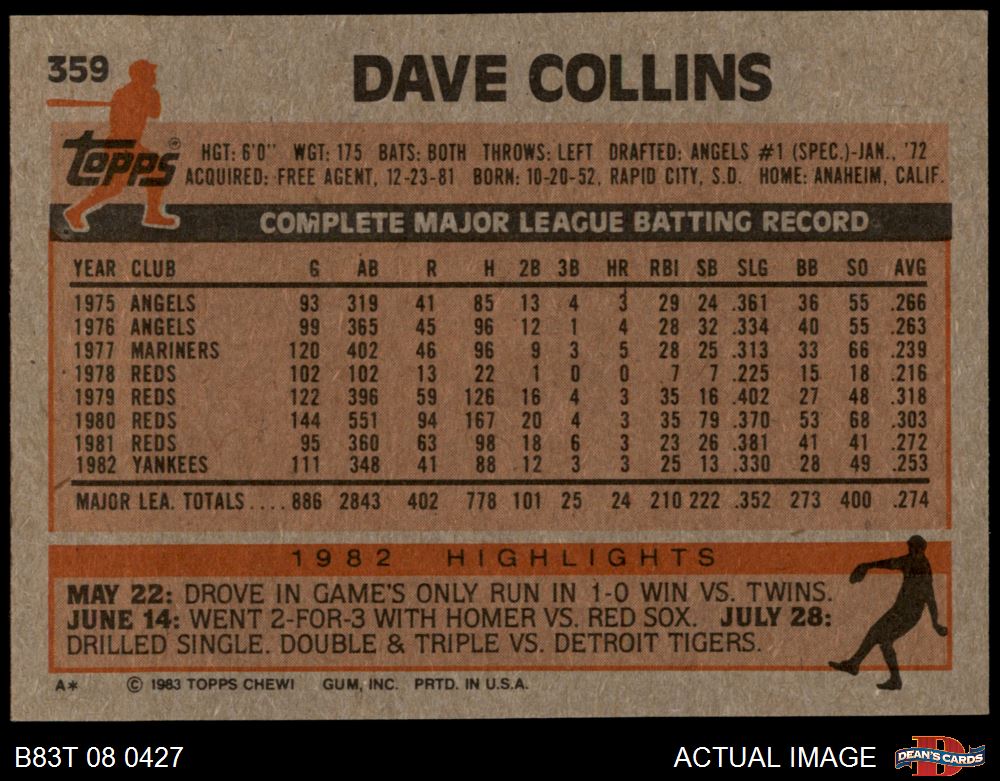 359
DAVE COLLINS
Topps®
HGT: 6'0" WGT: 175 BATS: BOTH THROWS: LEFT DRAFTED: ANGELS #1 (SPEC.)-JAN., '72
ACQUIRED: FREE AGENT, 12-23-81 BORN: 10-20-52, RAPID CITY, S.D. HOME: ANAHEIM, CALIF.
COMPLETE MAJOR LEAGUE BATTING RECORD
YEAR CLUB G AB R H 2B 3B HR RBI SB SLG BB SO AVG
1975 ANGELS 93 319 41 85 13 4 3 29 24 .361 36 55 .266
1976 ANGELS 99 365 45 96 12 1 4 28 32 .334 40 55 .263
1977 MARINERS 120 402 46 96 9 3 5 28 25 .313 33 66 .239
1978 REDS 102 102 13 22 1 0 0 7 7 .225 15 18 .216
1979 REDS 122 396 59 126 16 4 3 35 16 .402 27 48 .318
1980 REDS 144 551 94 167 20 4 3 35 79 .370 53 68 .303
1981 REDS 95 360 63 98 18 6 3 23 26 .381 41 41 .272
1982 YANKEES 111 348 41 88 12 3 3 25 13 .330 28 49 .253
MAJOR LEA. TOTALS .... 886 2843 402 778 101 25 24 210 222 .352 273 400 .274
1982 HIGHLIGHTS
MAY 22: DROVE IN GAME'S ONLY RUN IN 1-0 WIN VS. TWINS.
JUNE 14: WENT 2-FOR-3 WITH HOMER VS. RED SOX. JULY 28:
DRILLED SINGLE. DOUBLE & TRIPLE VS. DETROIT TIGERS.
A* © 1983 TOPPS CHEWI GUM, INC. PRTD. IN U.S.A.
B83T 08 0427
ACTUAL IMAGE
D
DEAN'S CARDS